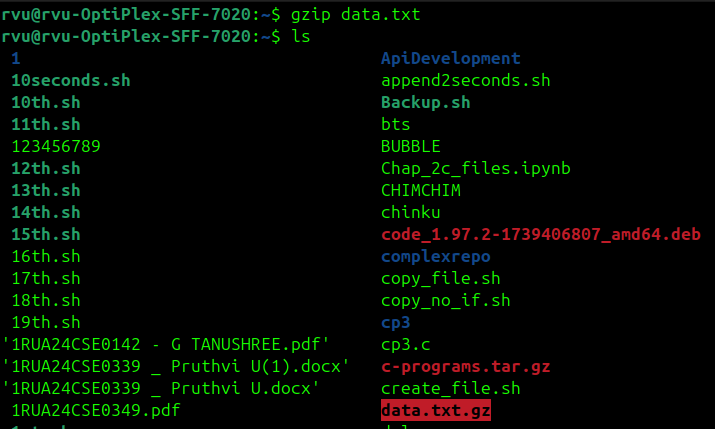 rvu@rvu-OptiPlex-SFF-7020:~$ gzip data.txt
rvu@rvu-OptiPlex-SFF-7020:~$ ls
1 ApiDevelopment
10seconds.sh append2seconds.sh
10th.sh Backup.sh
11th.sh bts
123456789 BUBBLE
12th.sh Chap_2c_files.ipynb
13th.sh CHIMCHIM
14th.sh chinku
15th.sh code_1.97.2-1739406807_amd64.deb
16th.sh complexrepo
17th.sh copy_file.sh
18th.sh copy_no_if.sh
19th.sh cp3
'1RUA24CSE0142 - G TANUSHREE.pdf' cp3.c
'1RUA24CSE0339 _ Pruthvi U(1).docx' c-programs.tar.gz
'1RUA24CSE0339 _ Pruthvi U.docx' create_file.sh
1RUA24CSE0349.pdf data.txt.gz